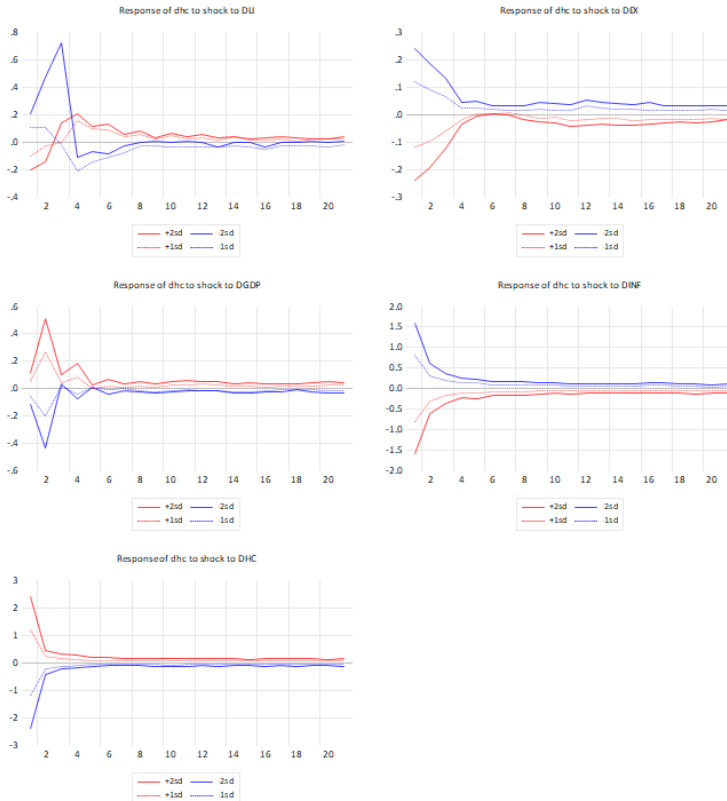 Response of dhc to shock to DLI
.8
.6
.4
.2
.0
-.2
-.4
2 4 6 8 10 12 14 16 18 20
+2sd -2sd
+1sd -1sd
Response of dhc to shock to DEX
.3
.2
.1
.0
-.1
-.2
-.3
2 4 6 8 10 12 14 16 18 20
+2sd -2sd
+1sd -1sd
Response of dhc to shock to DGDP
.6
.4
.2
.0
-.2
-.4
-.6
2 4 6 8 10 12 14 16 18 20
+2sd -2sd
+1sd -1sd
Response of dhc to shock to DINF
2.0
1.5
1.0
0.5
0.0
-0.5
-1.0
-1.5
-2.0
2 4 6 8 10 12 14 16 18 20
+2sd -2sd
+1sd -1sd
Response of dhc to shock to DHC
3
2
1
0
-1
-2
-3
2 4 6 8 10 12 14 16 18 20
+2sd -2sd
+1sd -1sd